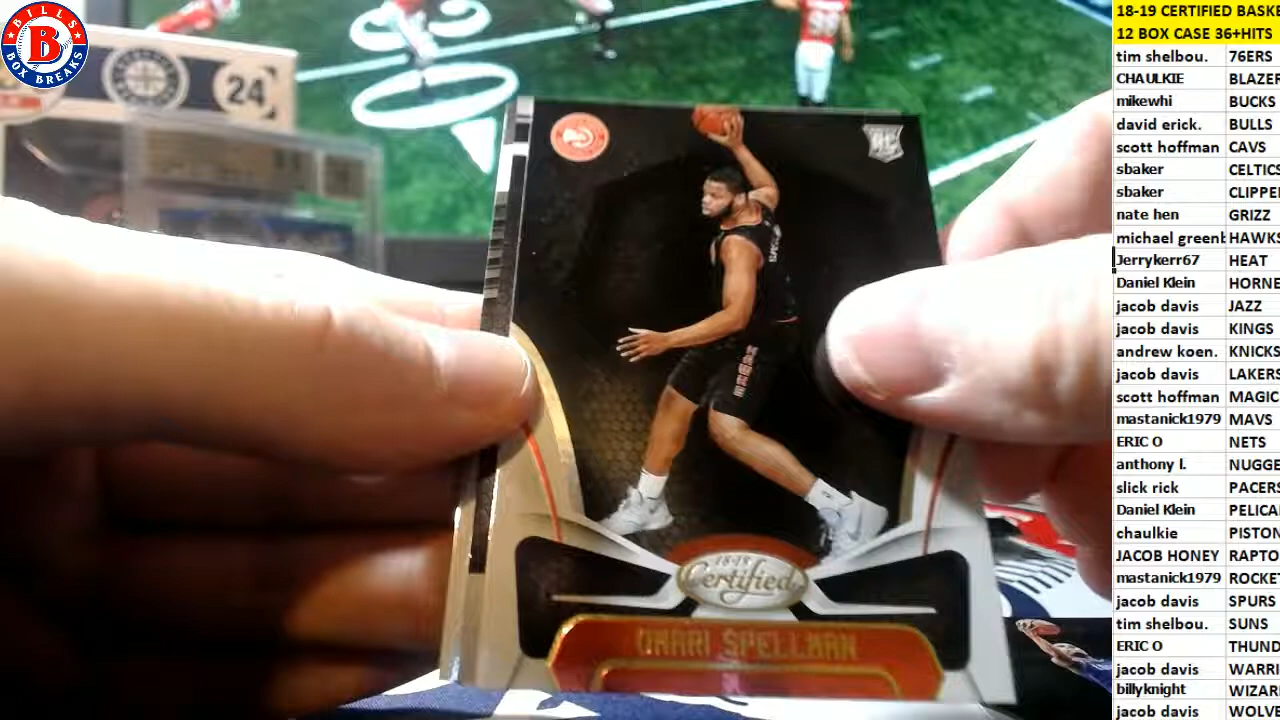 BILLS
B
BOX BREAKS
24
RC
18-19
Certified
OMARI SPELLMAN
18-19 CERTIFIED BASKE
12 BOX CASE 36+HITS
tim shelbou. 76ERS
CHAULKIE BLAZER
mikewhi BUCKS
david erick. BULLS
scott hoffman CAVS
sbaker CELTICS
sbaker CLIPPE
nate hen GRIZZ
michael greenb HAWKS
Jerrykerr67 HEAT
Daniel Klein HORNE
jacob davis JAZZ
jacob davis KINGS
andrew koen. KNICKS
jacob davis LAKERS
scott hoffman MAGIC
mastanick1979 MAVS
ERIC O NETS
anthony l. NUGGE
slick rick PACERS
Daniel Klein PELICA
chaulkie PISTON
JACOB HONEY RAPTO
mastanick1979 ROCKET
jacob davis SPURS
tim shelbou. SUNS
ERIC O THUND
jacob davis WARRI
billyknight WIZAR
jacob davis WOLVE